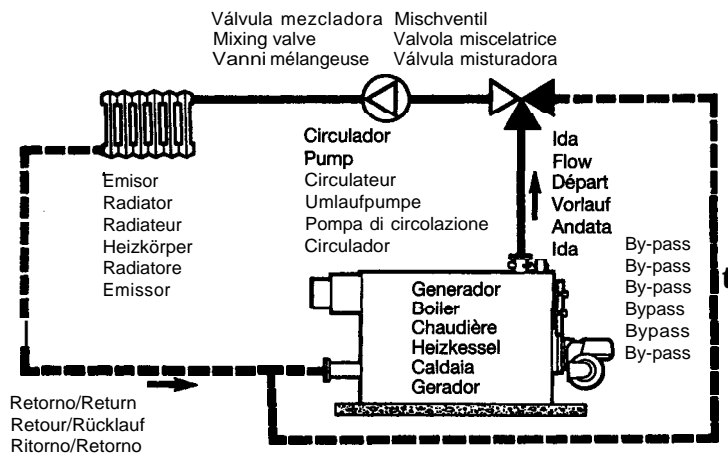 Válvula mezcladora
Mixing valve
Vanni mélangeuse
Mischventil
Valvola miscelatrice
Válvula misturadora
Circulador
Pump
Circulateur
Umlaufpumpe
Pompa di circolazione
Circulador
Ida
Flow
Départ
Vorlauf
Andata
Ida
Emisor
Radiator
Radiateur
Heizkörper
Radiatore
Emissor
By-pass
By-pass
By-pass
Bypass
Bypass
By-pass
Generador
Boiler
Chaudière
Heizkessel
Caldaia
Gerador
Retorno/Return
Retour/Rücklauf
Ritorno/Retorno